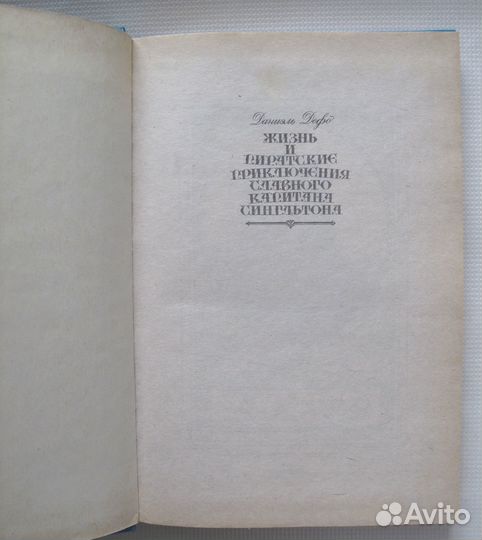 Даниэль Дефо
ЖИЗНЬ
И
ПИРАТСКИЕ
ПРИКЛЮЧЕНИЯ
СЛАВНОГО
КАПИТАНА
СИНГЛЬТОНА
Avito